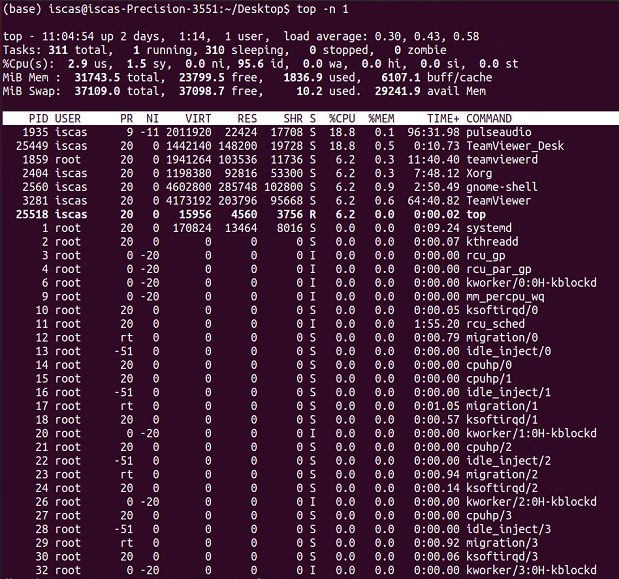 (base) iscas@iscas-Precision-3551:~/Desktop$ top -n 1
top - 11:04:54 up 2 days,  1:14,  1 user,  load average: 0.30, 0.43, 0.58
Tasks: 311 total,   1 running, 310 sleeping,   0 stopped,   0 zombie
%Cpu(s):  2.9 us,  1.5 sy,  0.0 ni, 95.6 id,  0.0 wa,  0.0 hi,  0.0 si,  0.0 st
MiB Mem :  31743.5 total,  23799.5 free,   1836.9 used,   6107.1 buff/cache
MiB Swap:  37109.0 total,  37098.7 free,     10.2 used.  29241.9 avail Mem
PID USER PR NI VIRT RES SHR S %CPU %MEM TIME+ COMMAND
1935 iscas 9 -11 2011920 22424 17708 S 18.8 0.1 96:31.98 pulseaudio
25449 iscas 20 0 1442140 148200 19728 S 18.8 0.5 0:10.73 TeamViewer_Desk
1859 root 20 0 1941264 103536 11736 S 6.2 0.3 11:40.40 teamviewerd
2404 iscas 20 0 1198380 92816 53300 S 6.2 0.3 7:48.12 Xorg
2560 iscas 20 0 4602800 285748 102800 S 6.2 0.9 2:50.49 gnome-shell
3281 iscas 20 0 4173192 203796 95668 S 6.2 0.6 64:40.82 TeamViewer
25518 iscas 20 0 15956 4560 3756 R 6.2 0.0 0:00.02 top
1 root 20 0 170824 13464 8016 S 0.0 0.0 0:09.24 systemd
2 root 20 0 0 0 0 S 0.0 0.0 0:00.07 kthreadd
3 root 0 -20 0 0 0 I 0.0 0.0 0:00.00 rcu_gp
4 root 0 -20 0 0 0 I 0.0 0.0 0:00.00 rcu_par_gp
6 root 0 -20 0 0 0 I 0.0 0.0 0:00.00 kworker/0:0H-kblockd
9 root 0 -20 0 0 0 I 0.0 0.0 0:00.00 mm_percpu_wq
10 root 20 0 0 0 0 S 0.0 0.0 0:00.05 ksoftirqd/0
11 root 20 0 0 0 0 I 0.0 0.0 1:55.20 rcu_sched
12 root rt 0 0 0 0 S 0.0 0.0 0:00.79 migration/0
13 root -51 0 0 0 0 S 0.0 0.0 0:00.00 idle_inject/0
14 root 20 0 0 0 0 S 0.0 0.0 0:00.00 cpuhp/0
15 root 20 0 0 0 0 S 0.0 0.0 0:00.00 cpuhp/1
16 root -51 0 0 0 0 S 0.0 0.0 0:00.00 idle_inject/1
17 root rt 0 0 0 0 S 0.0 0.0 0:01.05 migration/1
18 root 20 0 0 0 0 S 0.0 0.0 0:00.57 ksoftirqd/1
20 root 0 -20 0 0 0 I 0.0 0.0 0:00.00 kworker/1:0H-kblockd
21 root 20 0 0 0 0 S 0.0 0.0 0:00.00 cpuhp/2
22 root -51 0 0 0 0 S 0.0 0.0 0:00.00 idle_inject/2
23 root rt 0 0 0 0 S 0.0 0.0 0:00.94 migration/2
24 root 20 0 0 0 0 S 0.0 0.0 0:00.14 ksoftirqd/2
26 root 0 -20 0 0 0 I 0.0 0.0 0:00.00 kworker/2:0H-kblockd
27 root 20 0 0 0 0 S 0.0 0.0 0:00.00 cpuhp/3
28 root -51 0 0 0 0 S 0.0 0.0 0:00.00 idle_inject/3
29 root rt 0 0 0 0 S 0.0 0.0 0:00.92 migration/3
30 root 20 0 0 0 0 S 0.0 0.0 0:00.06 ksoftirqd/3
32 root 0 -20 0 0 0 I 0.0 0.0 0:00.00 kworker/3:0H-kblockd